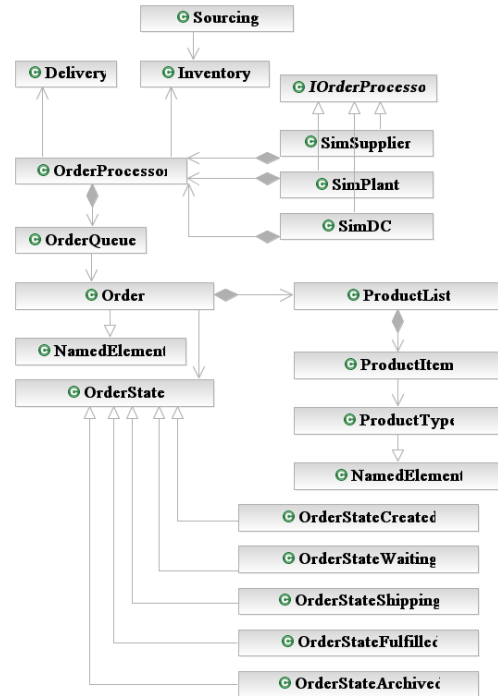 Sourcing
Delivery
Inventory
IOrderProcesso
SimSupplier
OrderProcessor
SimPlant
SimDC
OrderQueue
Order
ProductList
NamedElement
ProductItem
OrderState
ProductType
NamedElement
OrderStateCreated
OrderStateWaiting
OrderStateShipping
OrderStateFulfilled
OrderStateArchived